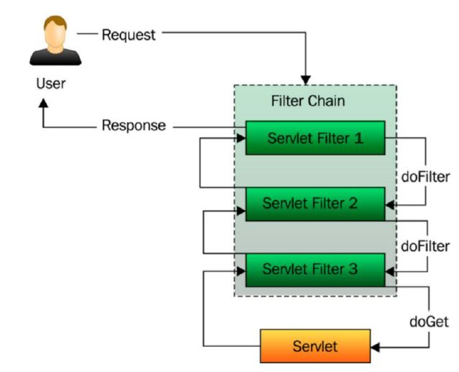 Request
User
Filter Chain
Response
Servlet Filter 1
doFilter
Servlet Filter 2
doFilter
Servlet Filter 3
doGet
Servlet